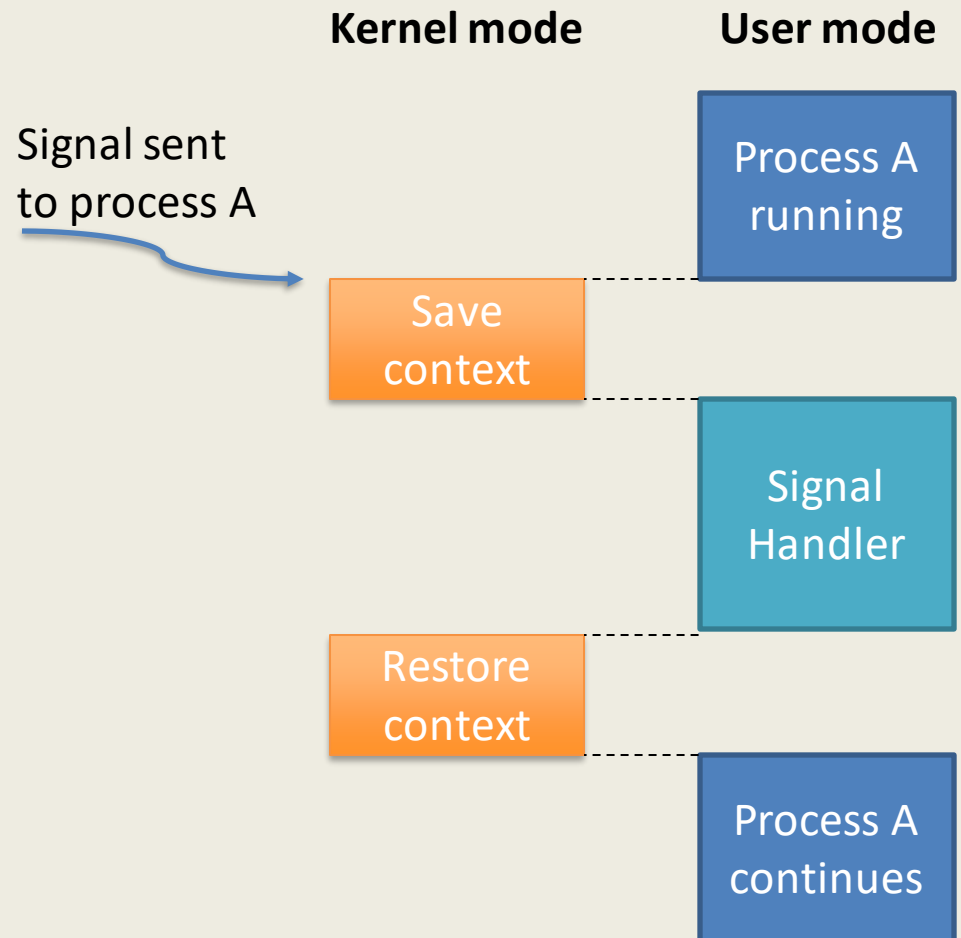 Kernel mode
User mode
Signal sent
to process A
Process A
running
Save
context
Signal
Handler
Restore
context
Process A
continues